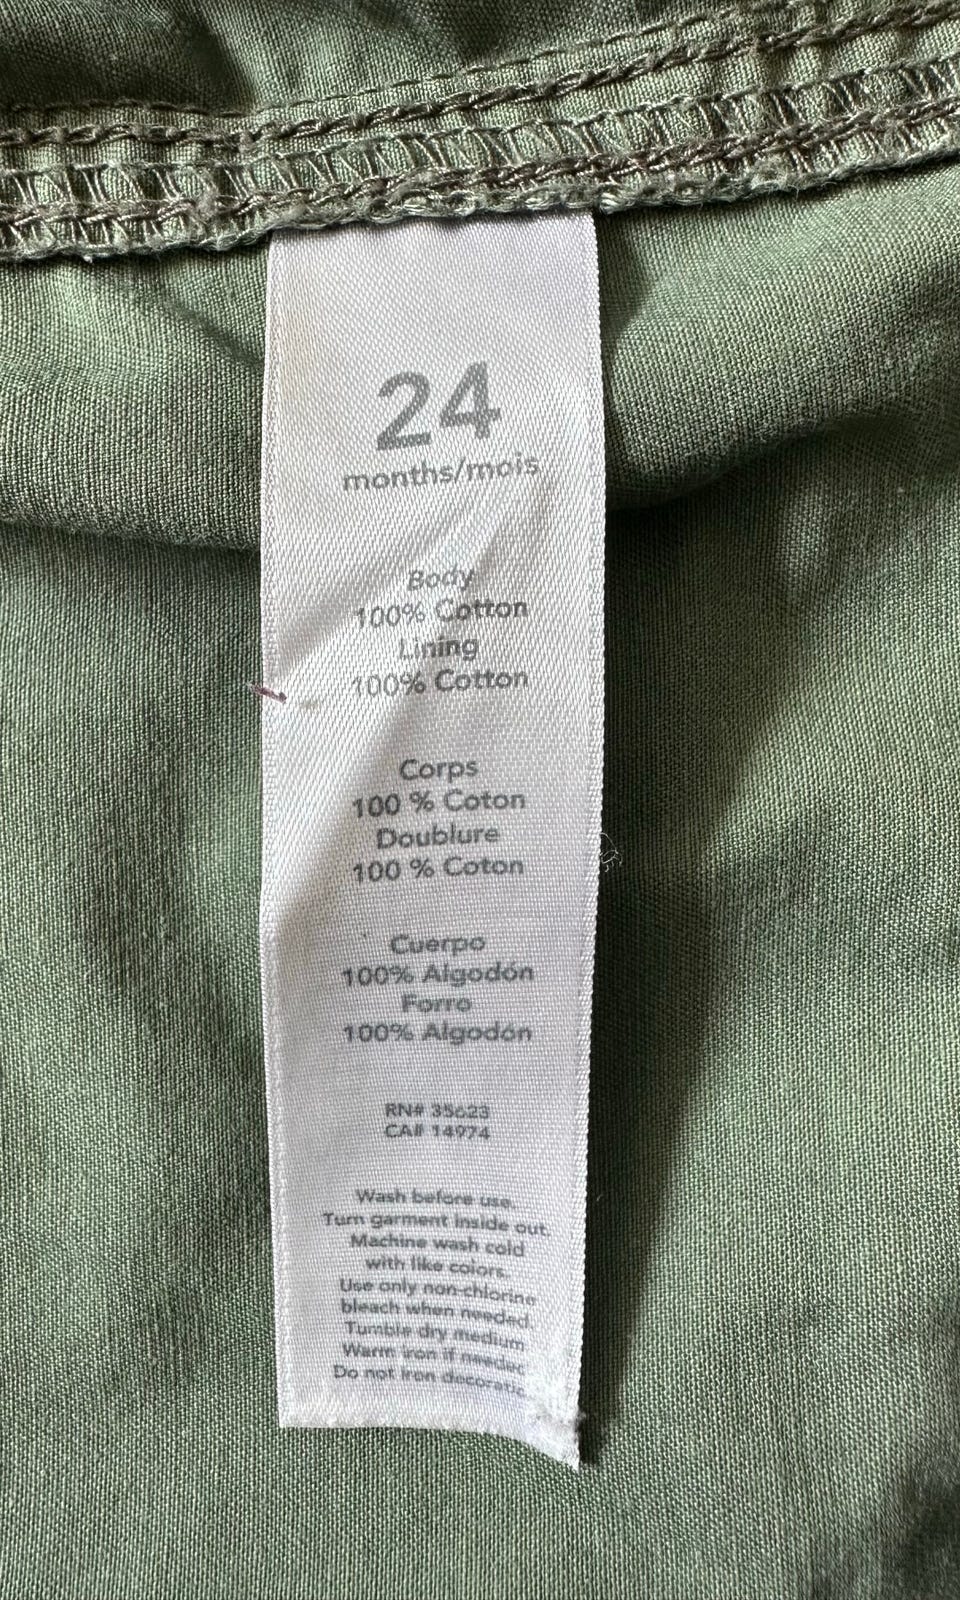 24
months/mois
Body
100% Cotton
Lining
100% Cotton
Corps
100 % Coton
Doublure
100 % Coton
Cuerpo
100% Algodón
Forro
100% Algodón
RN# 35623
CA# 14974
Wash before use.
Turn garment inside out.
Machine wash cold
with like colors.
Use only non-chlorine
bleach when needed.
Tumble dry medium
Warm iron if needed
Do not iron